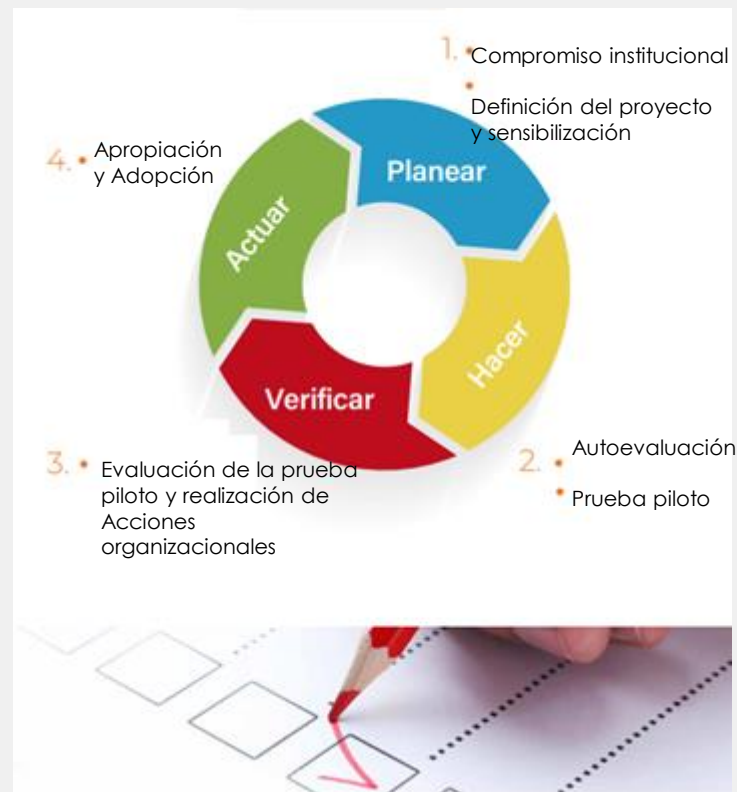 1. • Compromiso institucional
• Definición del proyecto
y sensibilización
Planear
Hacer
2. • Autoevaluación
• Prueba piloto
Verificar
3. • Evaluación de la prueba
piloto y realización de
Acciones
organizacionales
Actuar
4. • Apropiación
y Adopción